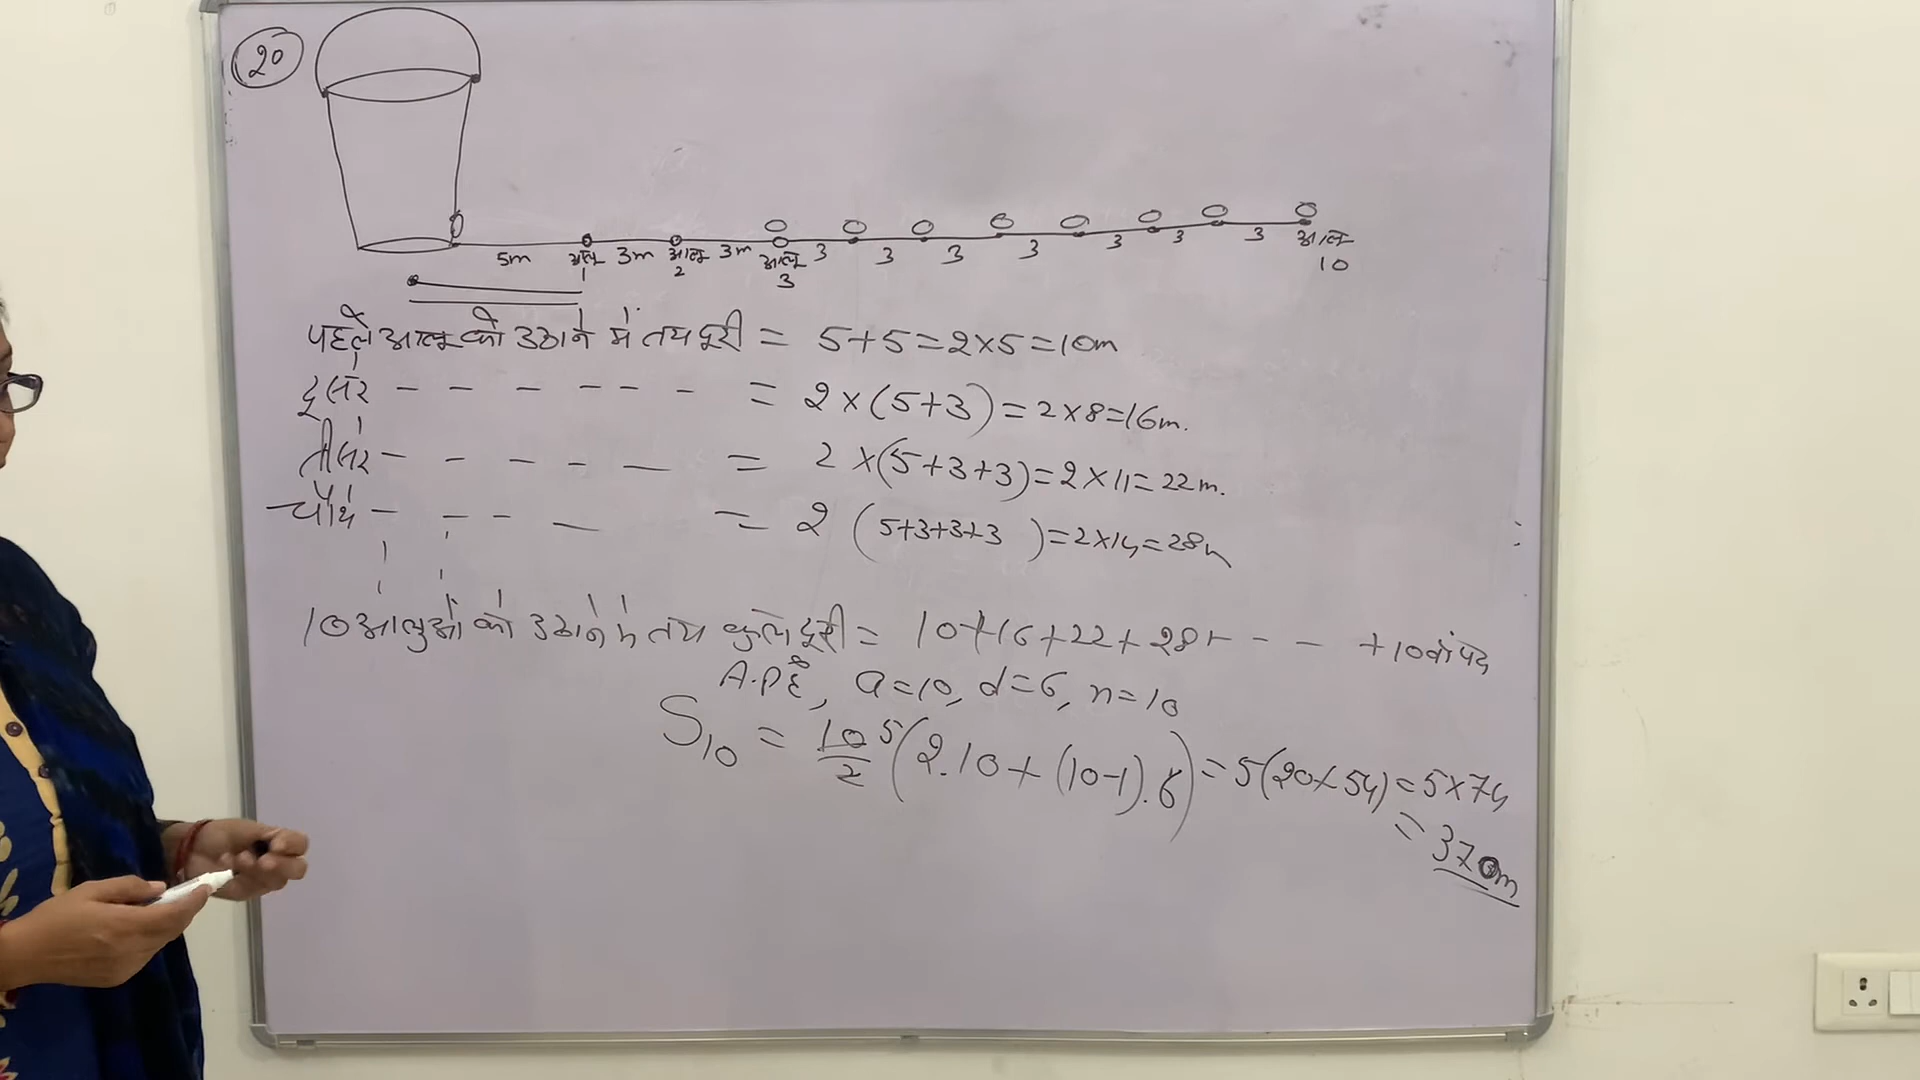 20
5m आलू 1 3m आलू 2 3m आलू 3 3 3 3 3 3 3 3 आलू 10
पहले आलू को उठाने में तय दूरी = 5+5=2×5=10m
दूसरे - - - - - - = 2×(5+3)=2×8=16m.
तीसरे - - - - - = 2×(5+3+3)=2×11=22m.
चौथे - - - - = 2 (5+3+3+3)=2×14=28m
10 आलुओं को उठाने में तय कुल दूरी = 10+16+22+28+ - - - +10वां पद
A.P है, a=10, d=6, n=10
S10 = 10/2 5 (2.10+(10-1).6) = 5(20+54)=5×74
= 370m